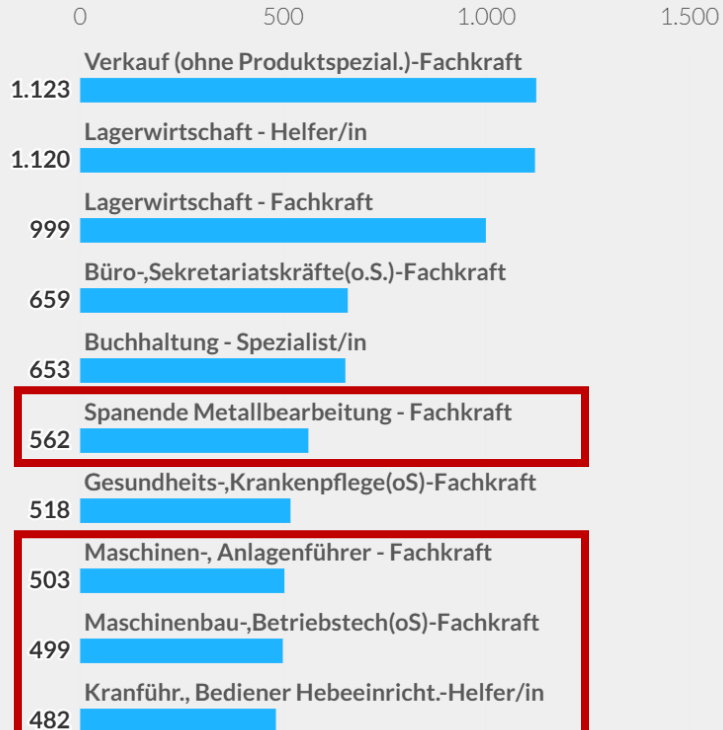 0 500 1.000 1.500
Verkauf (ohne Produktspezial.)-Fachkraft
1.123
Lagerwirtschaft - Helfer/in
1.120
Lagerwirtschaft - Fachkraft
999
Büro-,Sekretariatskräfte(o.S.)-Fachkraft
659
Buchhaltung - Spezialist/in
653
Spanende Metallbearbeitung - Fachkraft
562
Gesundheits-,Krankenpflege(oS)-Fachkraft
518
Maschinen-, Anlagenführer - Fachkraft
503
Maschinenbau-,Betriebstech(oS)-Fachkraft
499
Kranführ., Bediener Hebeeinricht.-Helfer/in
482